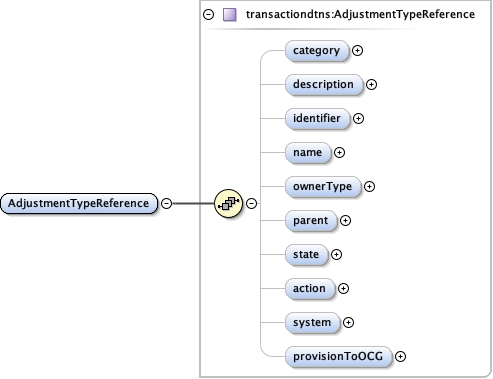 transactiondtns:AdjustmentTypeReference
category
description
identifier
name
ownerType
AdjustmentTypeReference
parent
state
action
system
provisionToOCG